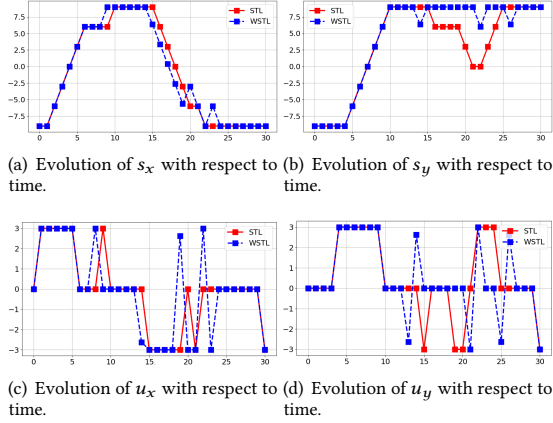 STL
WSTL
7.5
5.0
2.5
0.0
−2.5
−5.0
−7.5
0 5 10 15 20 25 30
STL
WSTL
7.5
5.0
2.5
0.0
−2.5
−5.0
−7.5
0 5 10 15 20 25 30
(a) Evolution of s_x with respect to
time.
(b) Evolution of s_y with respect to
time.
STL
WSTL
3
2
1
0
−1
−2
−3
0 5 10 15 20 25 30
STL
WSTL
3
2
1
0
−1
−2
−3
0 5 10 15 20 25 30
(c) Evolution of u_x with respect to
time.
(d) Evolution of u_y with respect to
time.